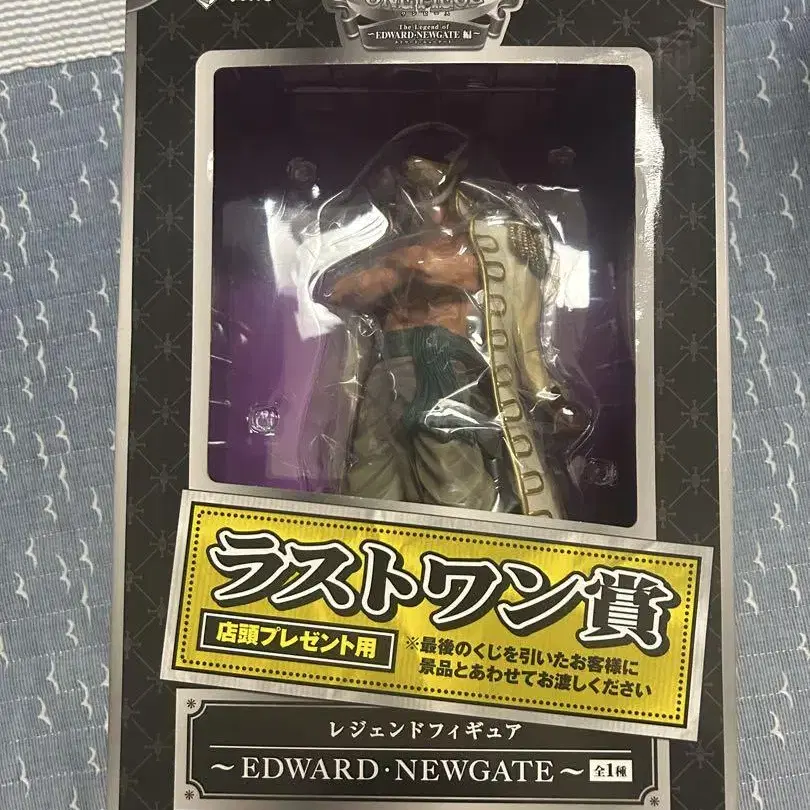 ONE PIECE
The Legend of
～EDWARD・NEWGATE 編～
ラストワン賞
店頭プレゼント用
※最後のくじを引いたお客様に
景品とあわせてお渡しください
レジェンドフィギュア
～EDWARD・NEWGATE～
全1種